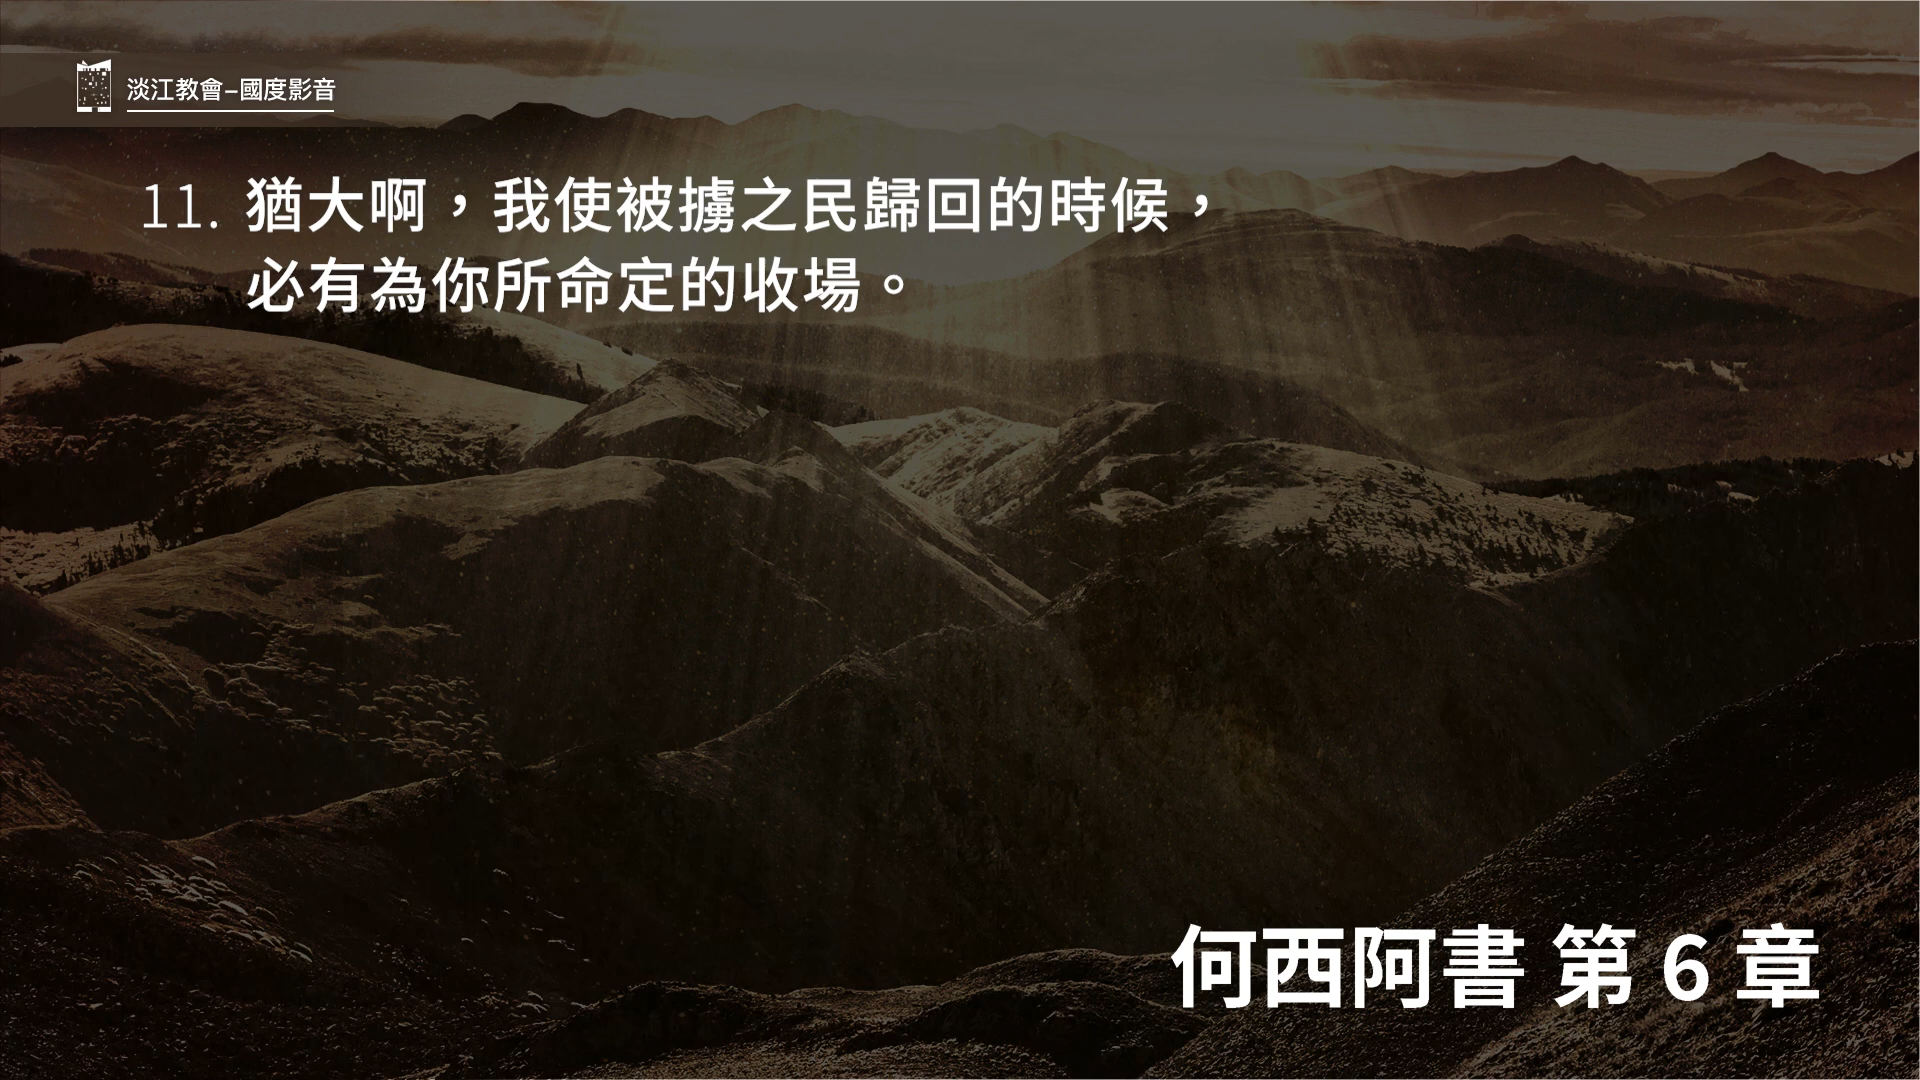 淡江教會–國度影音
11. 猶大啊，我使被擄之民歸回的時候，
必有為你所命定的收場。
何西阿書 第 6 章